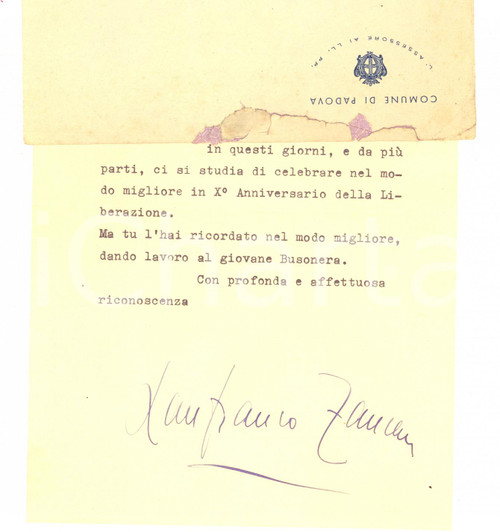 COMUNE DI PADOVA
L'ASSESSORE AI LL. PP.
in questi giorni, e da più
parti, ci si studia di celebrare nel mo-
do migliore in X° Anniversario della Li-
berazione.
Ma tu l'hai ricordato nel modo migliore,
dando lavoro al giovane Busonera.
Con profonda e affettuosa
riconoscenza
Lanfranco Zancan